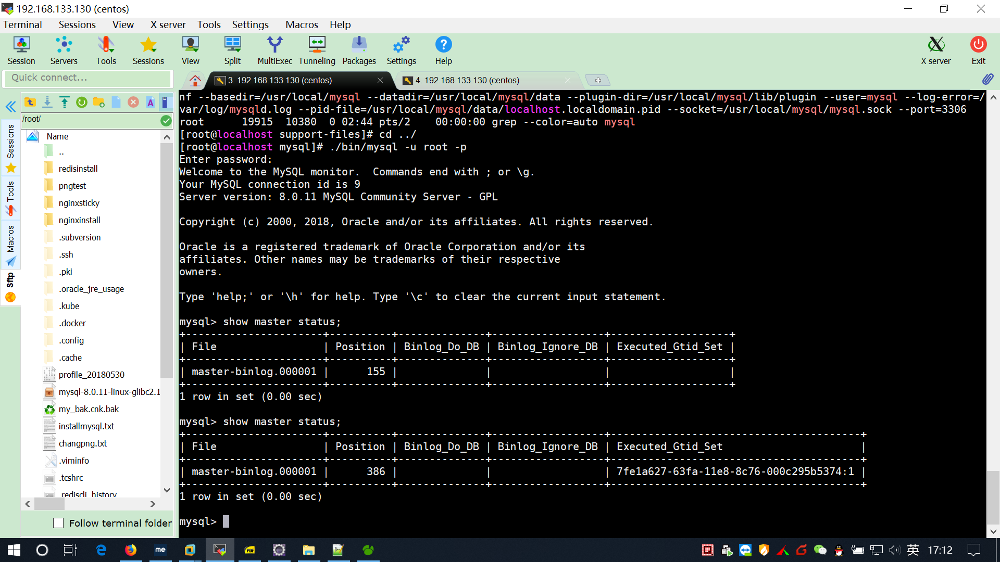 192.168.133.130 (centos)
Terminal Sessions View X server Tools Settings Macros Help
Session Servers Tools Sessions View Split MultiExec Tunneling Packages Settings Help X server Exit
Quick connect...
3. 192.168.133.130 (centos)
4. 192.168.133.130 (centos)
/root/
Sessions
Tools
Macros
Sftp
Name
..
redisinstall
pngtest
nginxsticky
nginxinstall
.subversion
.ssh
.pki
.oracle_jre_usage
.kube
.docker
.config
.cache
profile_20180530
mysql-8.0.11-linux-glibc2.1
my_bak.cnk.bak
installmysql.txt
changpng.txt
.viminfo
.tcshrc
.rediscli_history
Follow terminal folder
nf --basedir=/usr/local/mysql --datadir=/usr/local/mysql/data --plugin-dir=/usr/local/mysql/lib/plugin --user=mysql --log-error=/
var/log/mysqld.log --pid-file=/usr/local/mysql/data/localhost.localdomain.pid --socket=/usr/local/mysql/mysql.sock --port=3306
root      19915  10380  0 02:44 pts/2    00:00:00 grep --color=auto mysql
[root@localhost support-files]# cd ../
[root@localhost mysql]# ./bin/mysql -u root -p
Enter password:
Welcome to the MySQL monitor.  Commands end with ; or \g.
Your MySQL connection id is 9
Server version: 8.0.11 MySQL Community Server - GPL
Copyright (c) 2000, 2018, Oracle and/or its affiliates. All rights reserved.
Oracle is a registered trademark of Oracle Corporation and/or its
affiliates. Other names may be trademarks of their respective
owners.
Type 'help;' or '\h' for help. Type '\c' to clear the current input statement.
mysql> show master status;
+----------------------+----------+--------------+------------------+-------------------+
| File                 | Position | Binlog_Do_DB | Binlog_Ignore_DB | Executed_Gtid_Set |
+----------------------+----------+--------------+------------------+-------------------+
| master-binlog.000001 |      155 |              |                  |                   |
+----------------------+----------+--------------+------------------+-------------------+
1 row in set (0.00 sec)
mysql> show master status;
+----------------------+----------+--------------+------------------+----------------------------------------+
| File                 | Position | Binlog_Do_DB | Binlog_Ignore_DB | Executed_Gtid_Set                      |
+----------------------+----------+--------------+------------------+----------------------------------------+
| master-binlog.000001 |      386 |              |                  | 7fe1a627-63fa-11e8-8c76-000c295b5374:1 |
+----------------------+----------+--------------+------------------+----------------------------------------+
1 row in set (0.00 sec)
mysql>
me
PDF
英 17:12